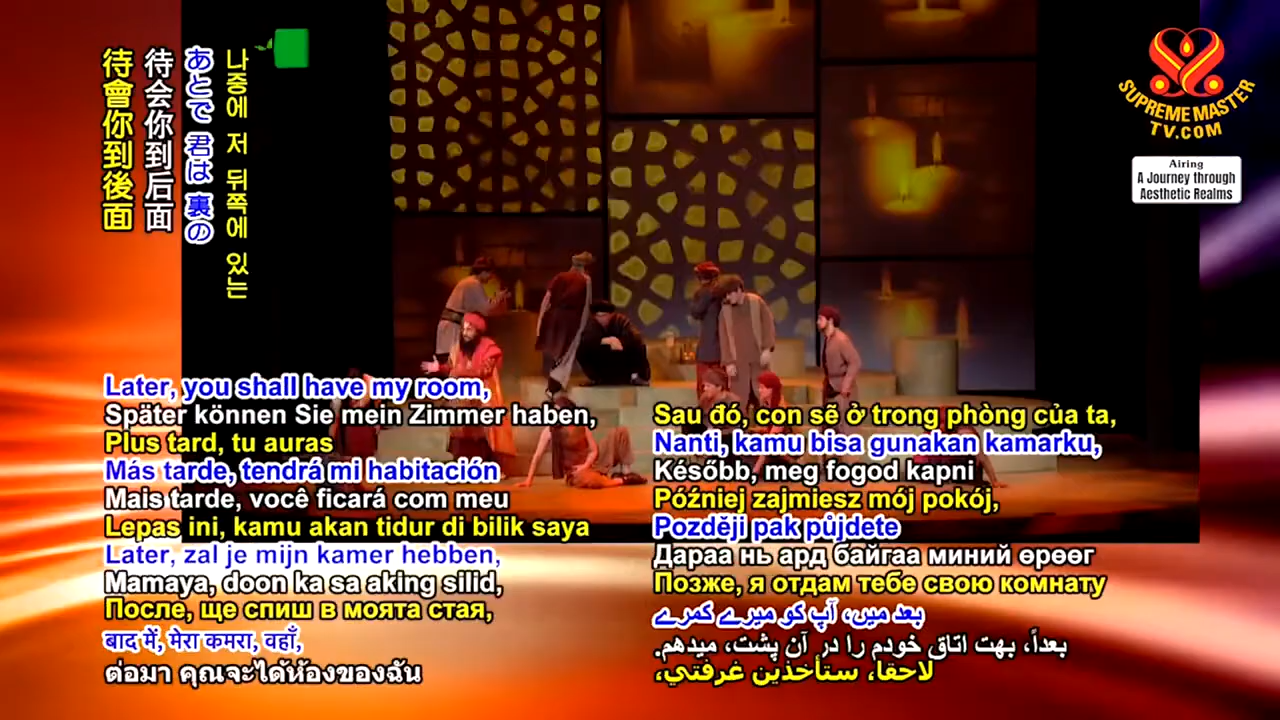 待會你到後面
待会你到后面
あとで 君は 裏の
나중에 저 뒤쪽에 있는
SUPREME MASTER
TV.COM
Airing
A Journey through
Aesthetic Realms
Later, you shall have my room,
Später können Sie mein Zimmer haben,
Plus tard, tu auras
Más tarde, tendrá mi habitación
Mais tarde, você ficará com meu
Lepas ini, kamu akan tidur di bilik saya
Later, zal je mijn kamer hebben,
Mamaya, doon ka sa aking silid,
После, ще спиш в моята стая,
बाद में, मेरा कमरा, वहाँ,
ต่อมา คุณจะได้ห้องของฉัน
Sau đó, con sẽ ở trong phòng của ta,
Nanti, kamu bisa gunakan kamarku,
Később, meg fogod kapni
Później zajmiesz mój pokój,
Později pak půjdete
Дараа нь ард байгаа миний өрөөг
Позже, я отдам тебе свою комнату
بعد میں، آپ کو میرے کمرے
بعداً، بهت اتاق خودم را در آن پشت، میدهم.
لاحقا، ستأخذين غرفتي،